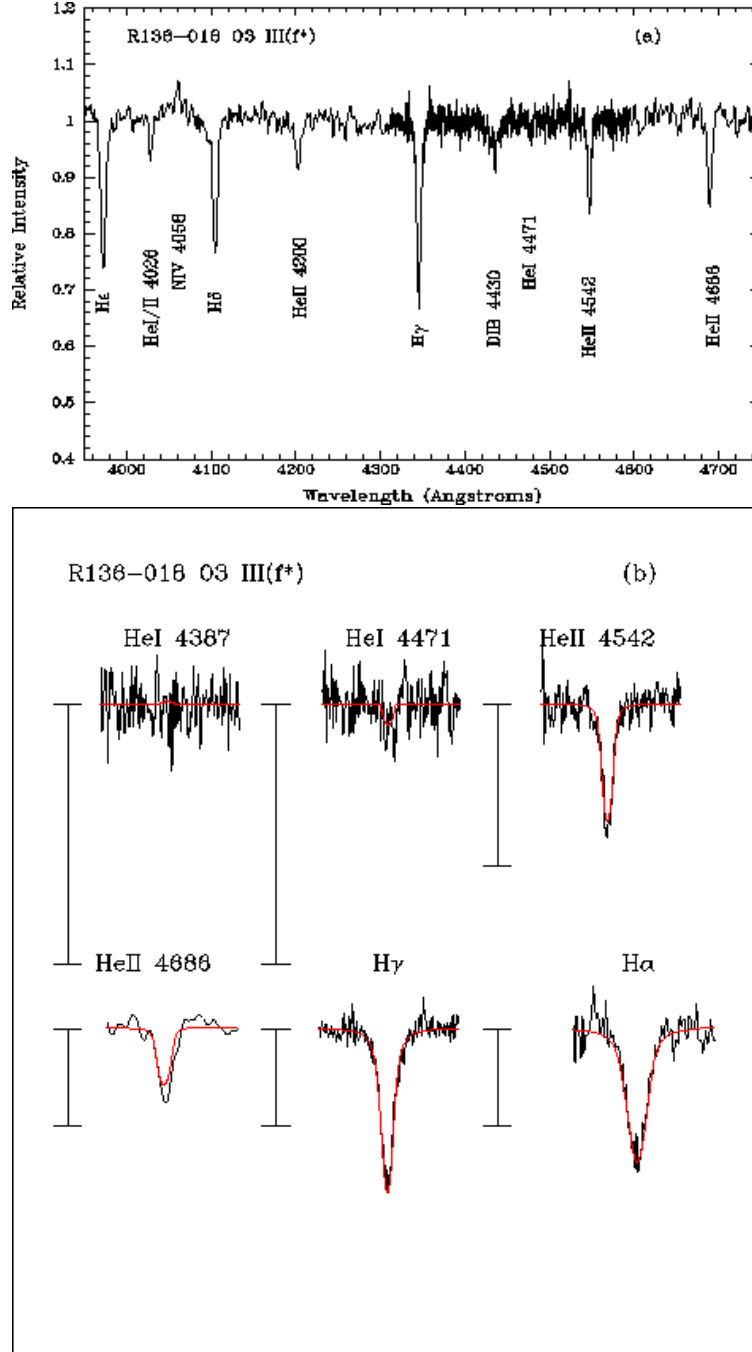 1.2
R136-018 O3 III(f*)
(a)
1.1
1
0.9
0.8
0.7
0.6
0.5
0.4
Relative Intensity
Hε
HeI/II 4026
NIV 4058
Hδ
HeII 4200
Hγ
DIB 4430
HeI 4471
HeII 4542
HeII 4686
4000
4100
4200
4300
4400
4500
4600
4700
Wavelength (Angstroms)
R136-018 O3 III(f*)
(b)
HeI 4387
HeI 4471
HeII 4542
HeII 4686
Hγ
Hα